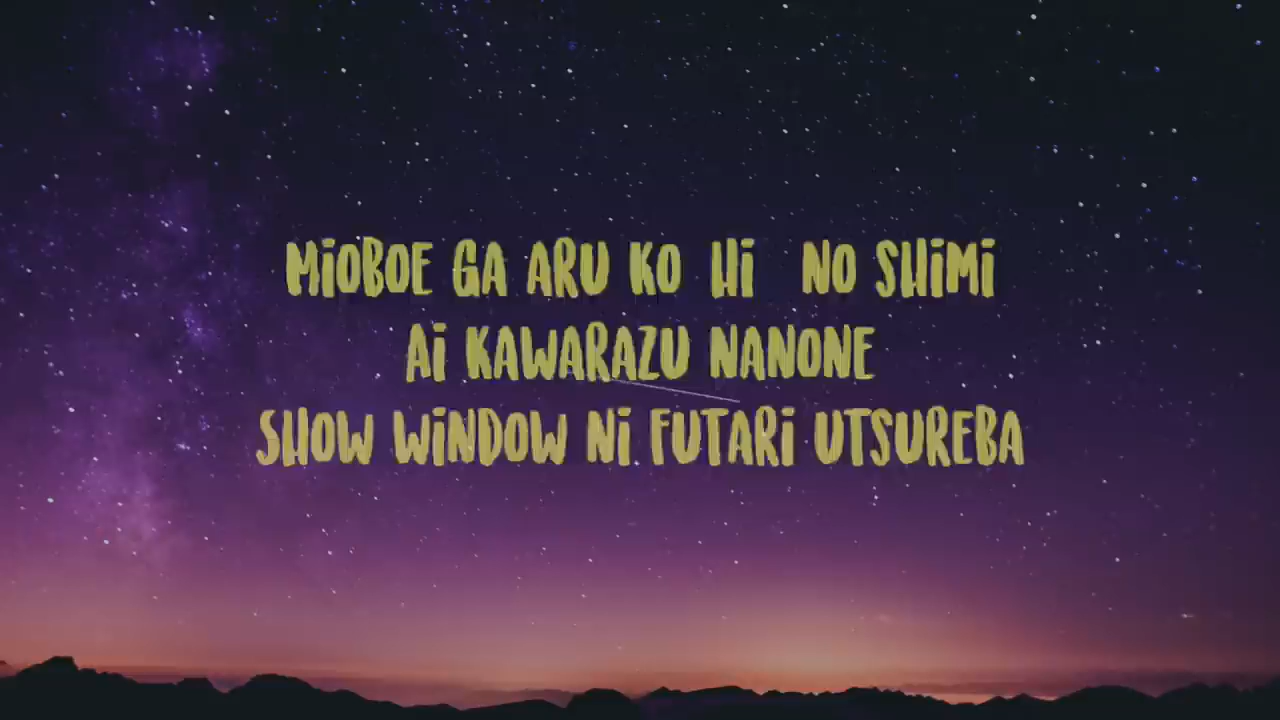 MiOBOE GA ARU KO Hi NO SHiMi
Ai KAWARAZU NANONE
SHOW WiNDOW Ni FUTARi UTSUREBA